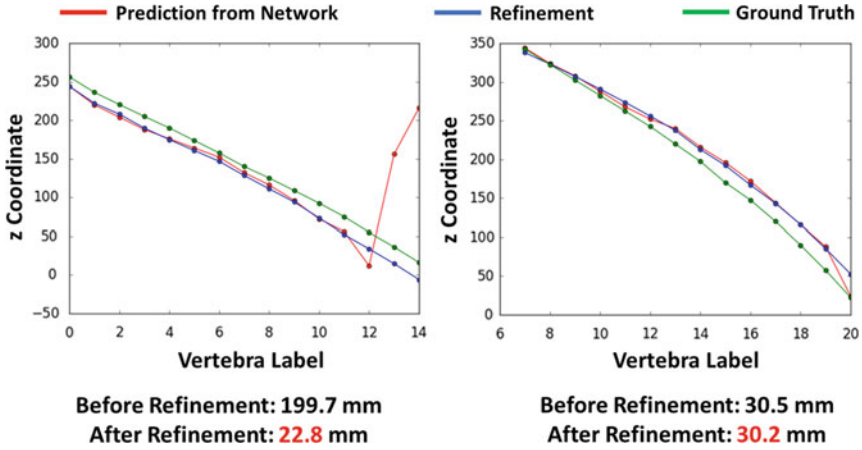 Prediction from Network Refinement Ground Truth
300
250
200
150
100
50
0
−50
z Coordinate
0 2 4 6 8 10 12 14
Vertebra Label
Before Refinement: 199.7 mm
After Refinement: 22.8 mm
350
300
250
200
150
100
50
0
z Coordinate
6 8 10 12 14 16 18 20
Vertebra Label
Before Refinement: 30.5 mm
After Refinement: 30.2 mm